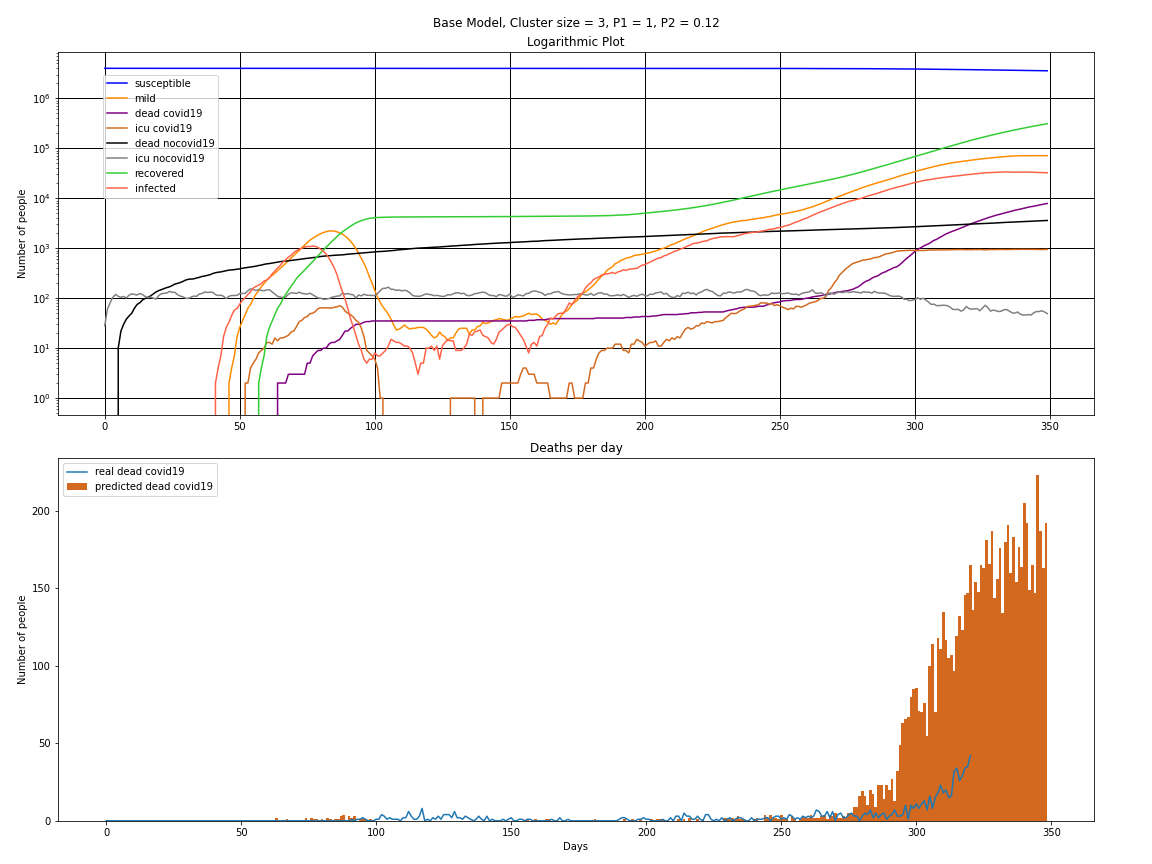 Base Model, Cluster size = 3, P1 = 1, P2 = 0.12
Logarithmic Plot
susceptible
mild
dead covid19
icu covid19
dead nocovid19
icu nocovid19
recovered
infected
Number of people
10^6
10^5
10^4
10^3
10^2
10^1
10^0
0 50 100 150 200 250 300 350
Deaths per day
real dead covid19
predicted dead covid19
Number of people
200
150
100
50
0
0 50 100 150 200 250 300 350
Days